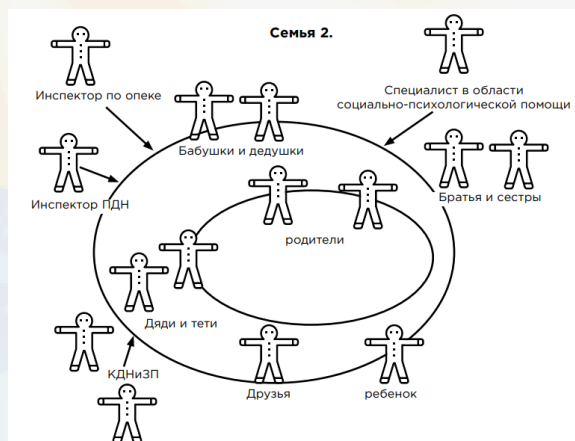 Семья 2.
Инспектор по опеке
Специалист в области
социально-психологической помощи
Бабушки и дедушки
Инспектор ПДН
Братья и сестры
родители
Дяди и тети
КДНиЗП
Друзья
ребенок